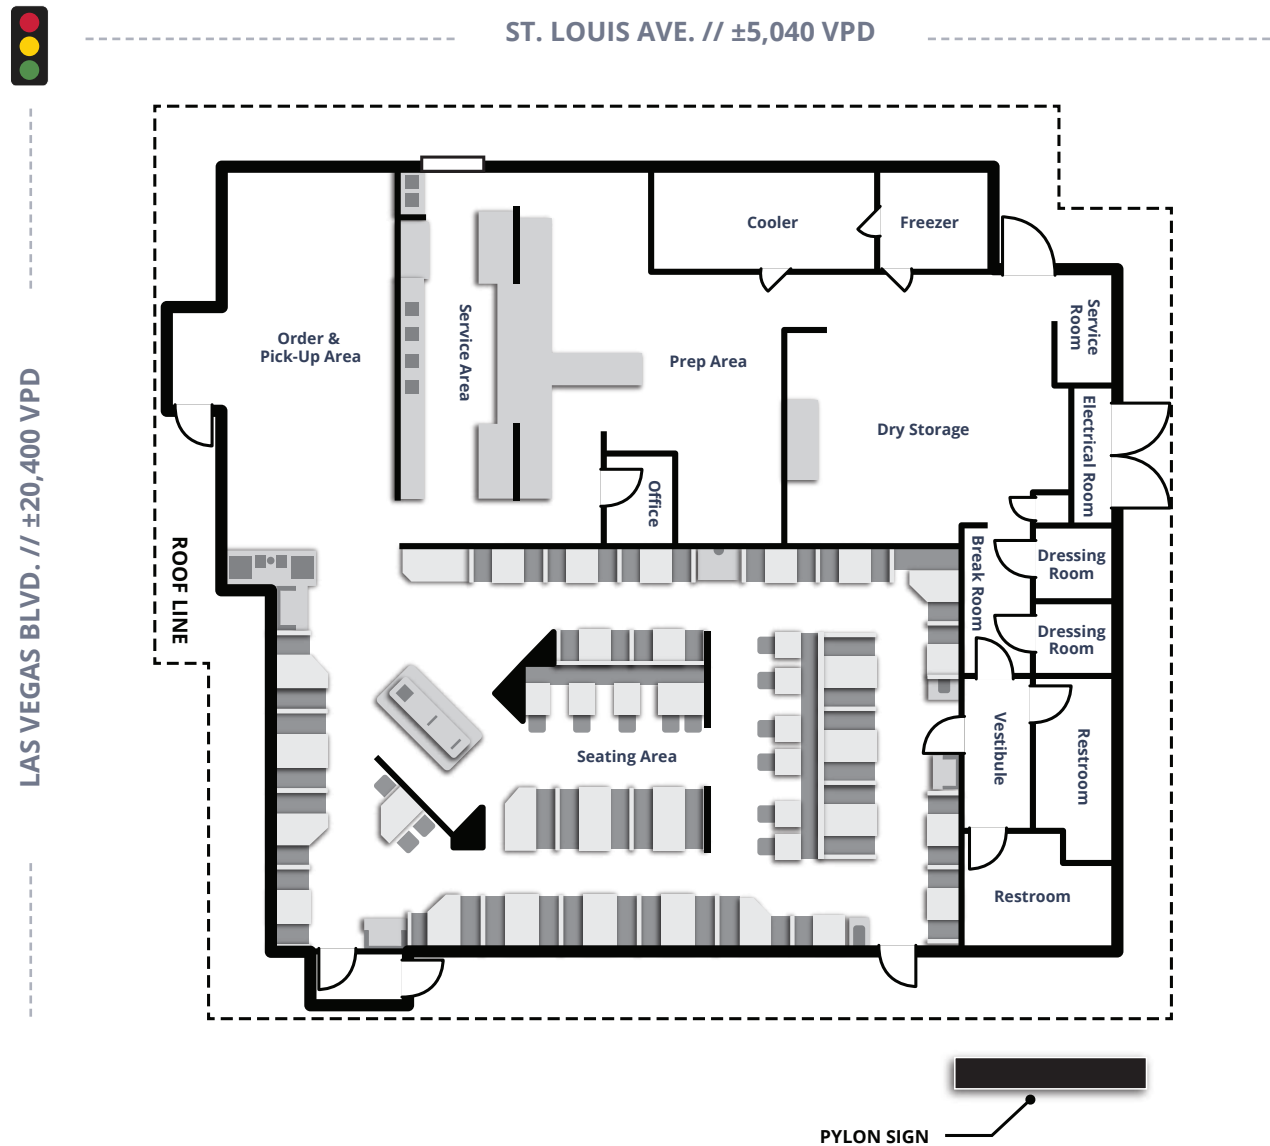 ST. LOUIS AVE. // ±5,040 VPD
LAS VEGAS BLVD. // ±20,400 VPD
ROOF LINE
Order &
Pick-Up Area
Service Area
Prep Area
Cooler
Freezer
Service
Room
Dry Storage
Electrical Room
Office
Break Room
Dressing
Room
Dressing
Room
Seating Area
Vestibule
Restroom
Restroom
PYLON SIGN